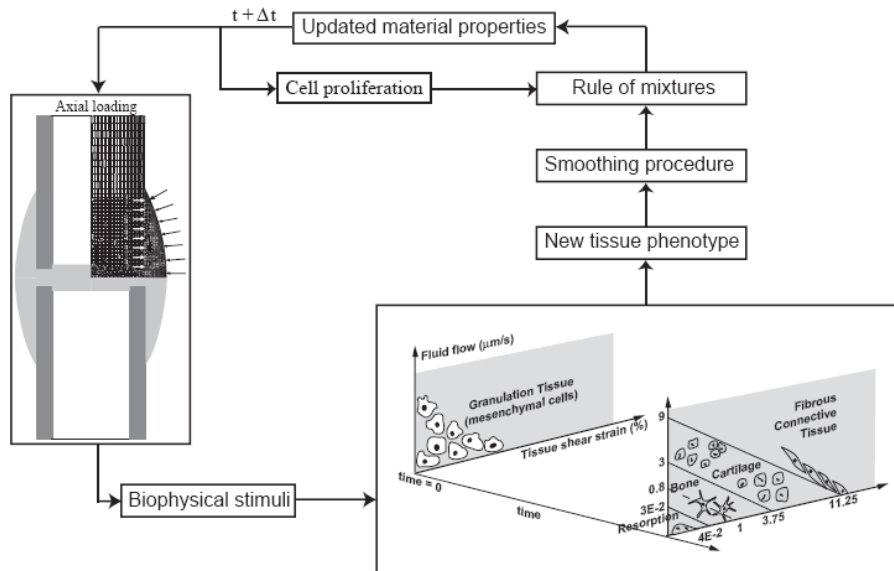 t + Δt
Updated material properties
Cell proliferation
Rule of mixtures
Axial loading
Smoothing procedure
New tissue phenotype
Biophysical stimuli
Fluid flow (μm/s)
Granulation Tissue
(mesenchymal cells)
Tissue shear strain (%)
time = 0
time
9
3
0.8
3E-2
Fibrous
Connective
Tissue
Cartilage
Bone
Resorption
4E-2
1
3.75
11.25